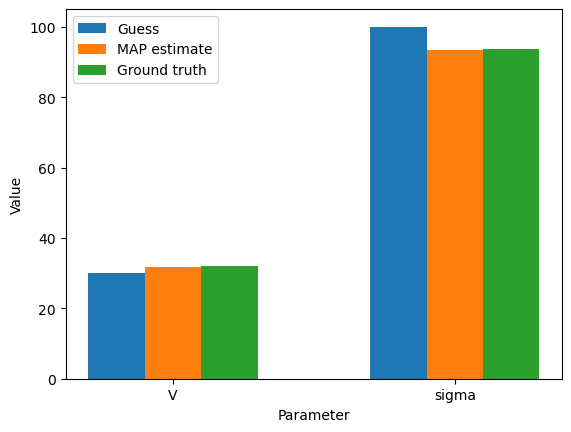 Guess
MAP estimate
Ground truth
Value
100
80
60
40
20
0
V
sigma
Parameter